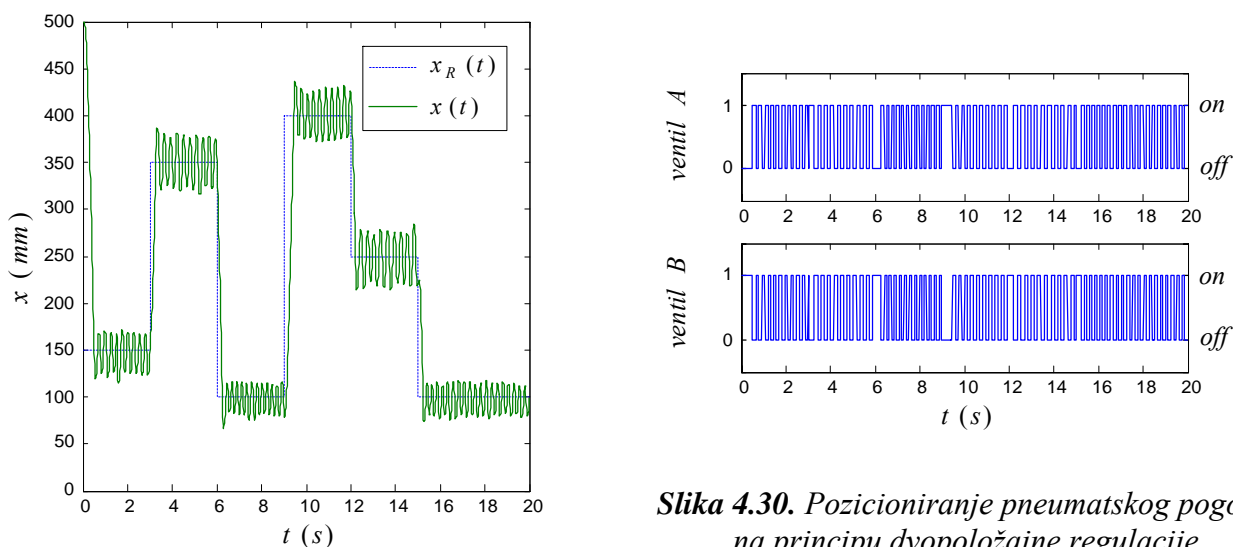 500
450
400
350
300
250
200
150
100
50
0
x ( mm )
0 2 4 6 8 10 12 14 16 18 20
t ( s )
x R ( t )
x ( t )
ventil A
1
0
on
off
0 2 4 6 8 10 12 14 16 18 20
ventil B
1
0
on
off
0 2 4 6 8 10 12 14 16 18 20
t ( s )
Slika 4.30. Pozicioniranje pneumatskog pogo
na principu dvopoložajne regulacije